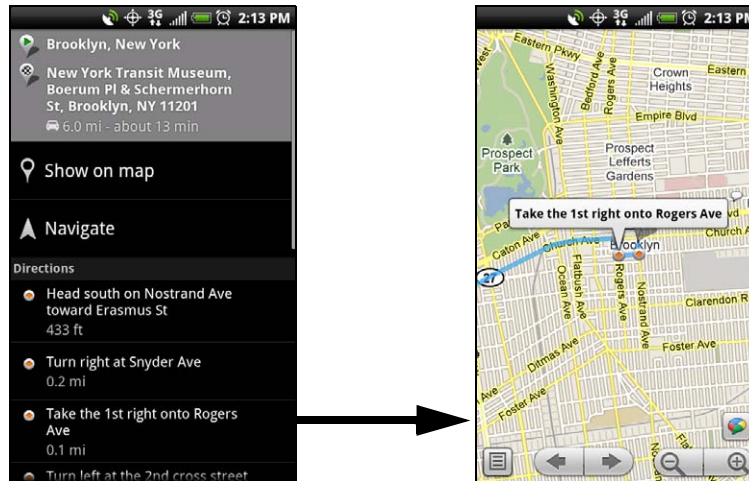 3G 2:13 PM
Brooklyn, New York
New York Transit Museum,
Boerum Pl & Schermerhorn
St, Brooklyn, NY 11201
6.0 mi - about 13 min
Show on map
Navigate
Directions
Head south on Nostrand Ave
toward Erasmus St
433 ft
Turn right at Snyder Ave
0.2 mi
Take the 1st right onto Rogers
Ave
0.1 mi
Turn left at the 2nd cross street
3G 2:13 PM
Eastern Pkwy
Washington Ave
Bedford Ave
Rogers Ave
Crown
Heights
Eastern
Empire Blvd
Prospect
Park
Prospect
Lefferts
Gardens
Take the 1st right onto Rogers Ave
Caton Ave
Church Ave
Brooklyn
Church A
27
Flatbush Ave
Ocean Ave
Rogers Ave
Nostrand Ave
Clarendon R
Foster Ave
Ditmas Ave
Foster Ave